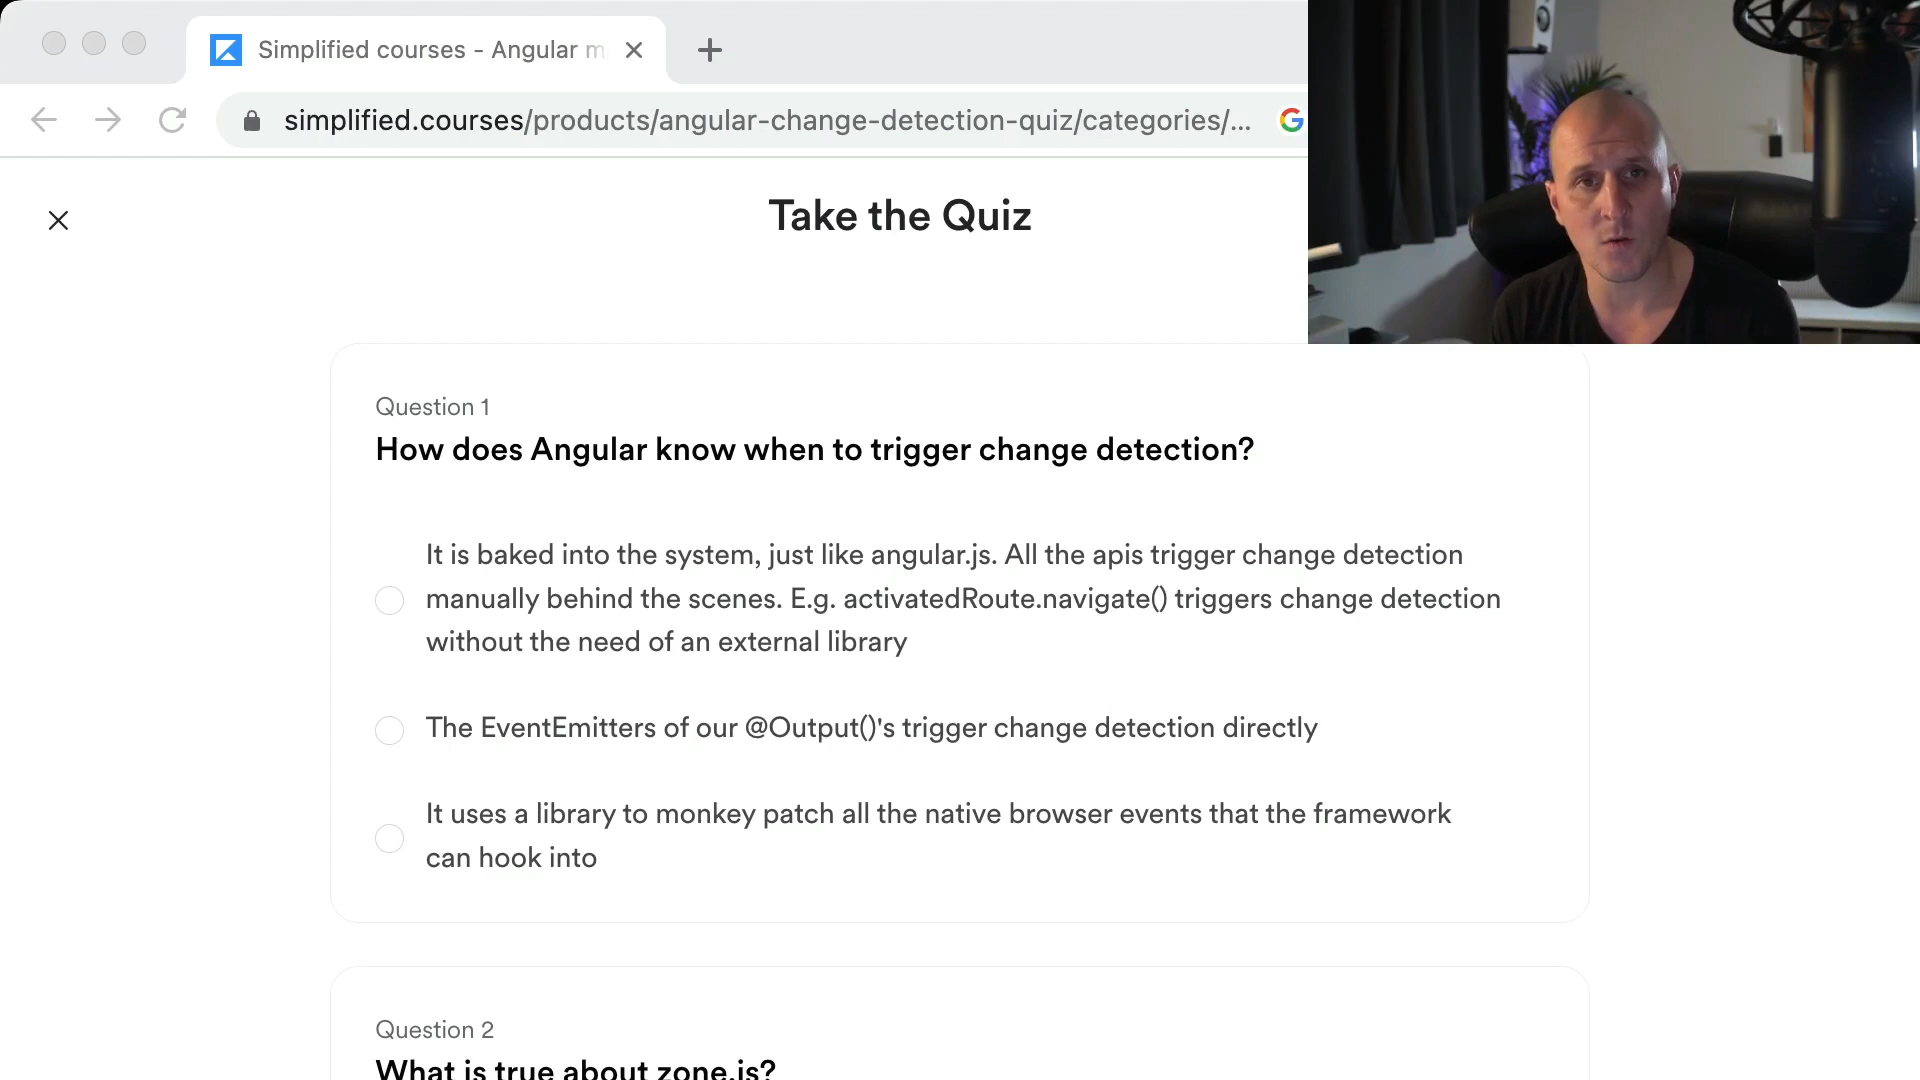 Simplified courses - Angular m
simplified.courses/products/angular-change-detection-quiz/categories/...
Take the Quiz
Question 1
How does Angular know when to trigger change detection?
It is baked into the system, just like angular.js. All the apis trigger change detection
manually behind the scenes. E.g. activatedRoute.navigate() triggers change detection
without the need of an external library
The EventEmitters of our @Output()'s trigger change detection directly
It uses a library to monkey patch all the native browser events that the framework
can hook into
Question 2
What is true about zone.js?